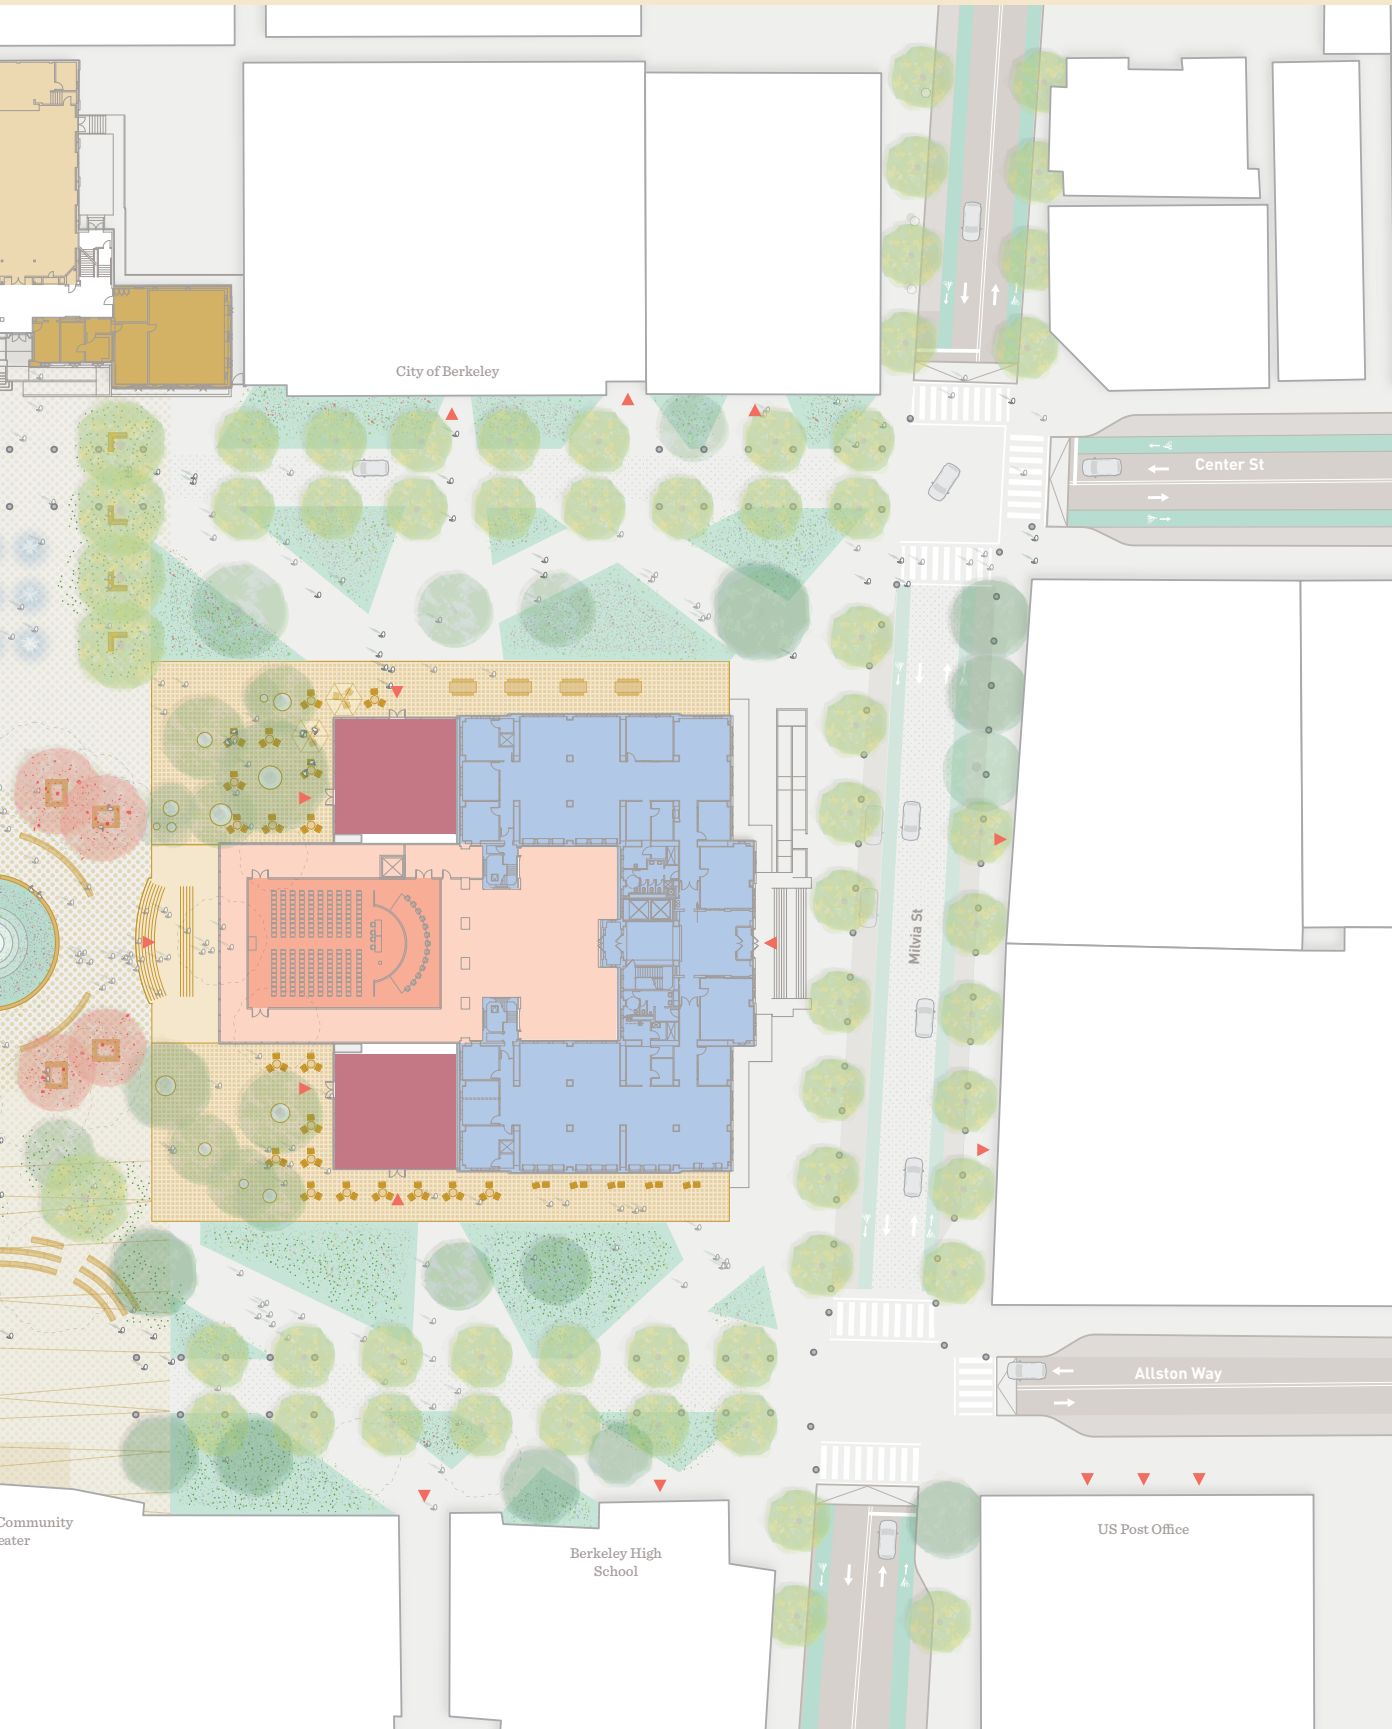 City of Berkeley
Center St
Milvia St
Allston Way
Community
eater
Berkeley High
School
US Post Office